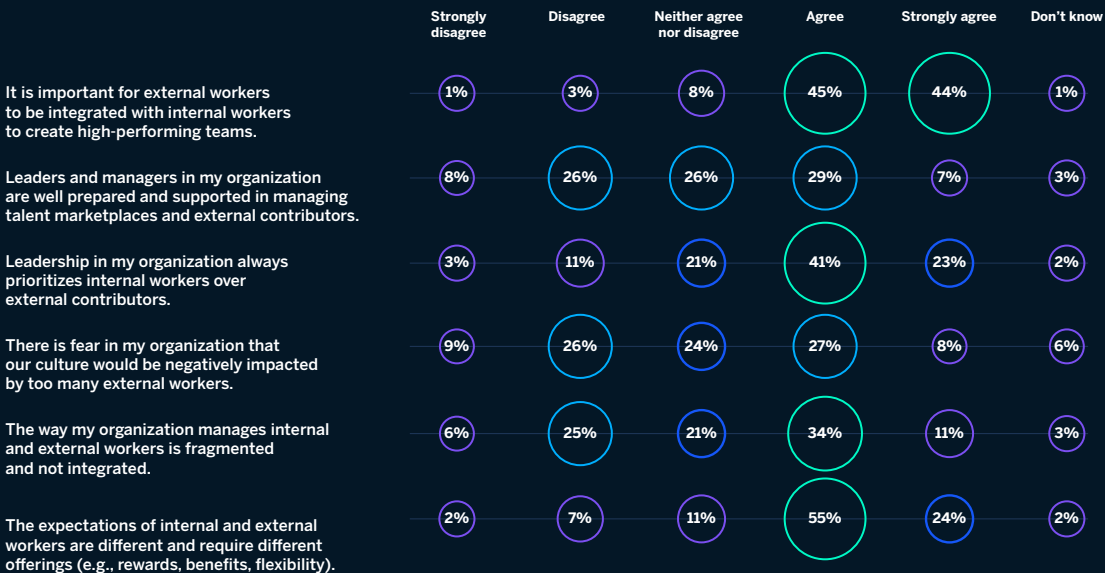 Strongly disagree
Disagree
Neither agree nor disagree
Agree
Strongly agree
Don't know
It is important for external workers
to be integrated with internal workers
to create high-performing teams.
1% 3% 8% 45% 44% 1%
Leaders and managers in my organization
are well prepared and supported in managing
talent marketplaces and external contributors.
8% 26% 26% 29% 7% 3%
Leadership in my organization always
prioritizes internal workers over
external contributors.
3% 11% 21% 41% 23% 2%
There is fear in my organization that
our culture would be negatively impacted
by too many external workers.
9% 26% 24% 27% 8% 6%
The way my organization manages internal
and external workers is fragmented
and not integrated.
6% 25% 21% 34% 11% 3%
The expectations of internal and external
workers are different and require different
offerings (e.g., rewards, benefits, flexibility).
2% 7% 11% 55% 24% 2%